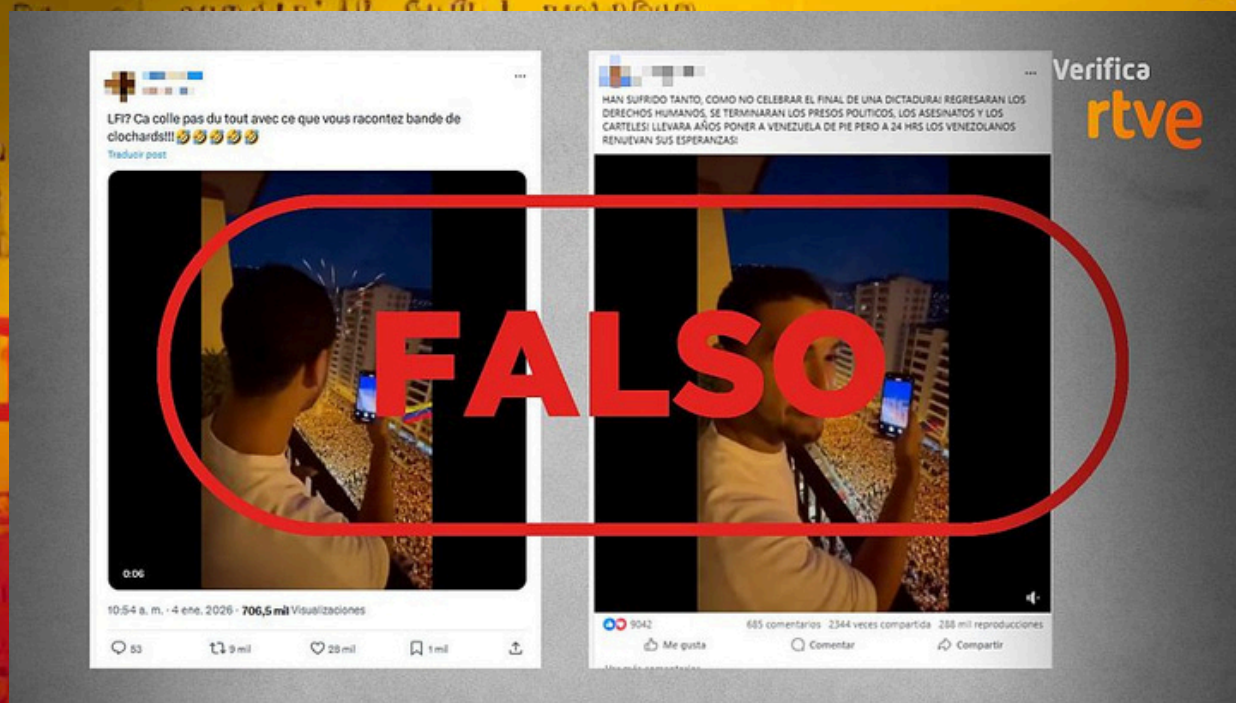 Verifica
rtve
LFI? Ca colle pas du tout avec ce que vous racontez bande de
clochards!!!🤣🤣🤣🤣🤣
Traducir post
0:06
10:54 a. m. · 4 ene. 2026 · 706,5 mil Visualizaciones
53 9 mil 28 mil 1 mil
HAN SUFRIDO TANTO, COMO NO CELEBRAR EL FINAL DE UNA DICTADURA! REGRESARAN LOS
DERECHOS HUMANOS, SE TERMINARAN LOS PRESOS POLITICOS, LOS ASESINATOS Y LOS
CARTELES! LLEVARA AÑOS PONER A VENEZUELA DE PIE PERO A 24 HRS LOS VENEZOLANOS
RENUEVAN SUS ESPERANZAS!
9042 685 comentarios 2344 veces compartida 288 mil reproducciones
Me gusta Comentar Compartir
FALSO